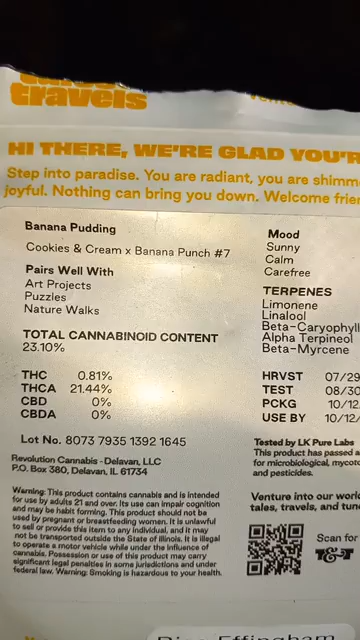 travels
HI THERE, WE'RE GLAD YOU'R
Step into paradise. You are radiant, you are shimm
joyful. Nothing can bring you down. Welcome frie
Banana Pudding
Cookies & Cream x Banana Punch #7
Pairs Well With
Art Projects
Puzzles
Nature Walks
TOTAL CANNABINOID CONTENT
23.10%
THC 0.81%
THCA 21.44%
CBD 0%
CBDA 0%
Lot No. 8073 7935 1392 1645
Revolution Cannabis - Delavan, LLC
P.O. Box 380, Delavan, IL 61734
Warning: This product contains cannabis and is intended
for use by adults 21 and over. Its use can impair cognition
and may be habit forming. This product should not be
used by pregnant or breastfeeding women. It is unlawful
to sell or provide this item to any individual, and it may
not be transported outside the State of Illinois. It is illegal
to operate a motor vehicle while under the influence of
cannabis. Possession or use of this product may carry
significant legal penalties in some jurisdictions and under
federal law. Warning: Smoking is hazardous to your health.
Mood
Sunny
Calm
Carefree
TERPENES
Limonene
Linalool
Beta-Caryophyll
Alpha Terpineol
Beta-Myrcene
HRVST 07/29
TEST 08/30
PCKG 10/12
USE BY 10/12/
Tested by LK Pure Labs
This product has passed a
for microbiological, mycoto
and pesticides.
Venture into our worl
tales, travels, and tun
Scan for
T&T
Effingham